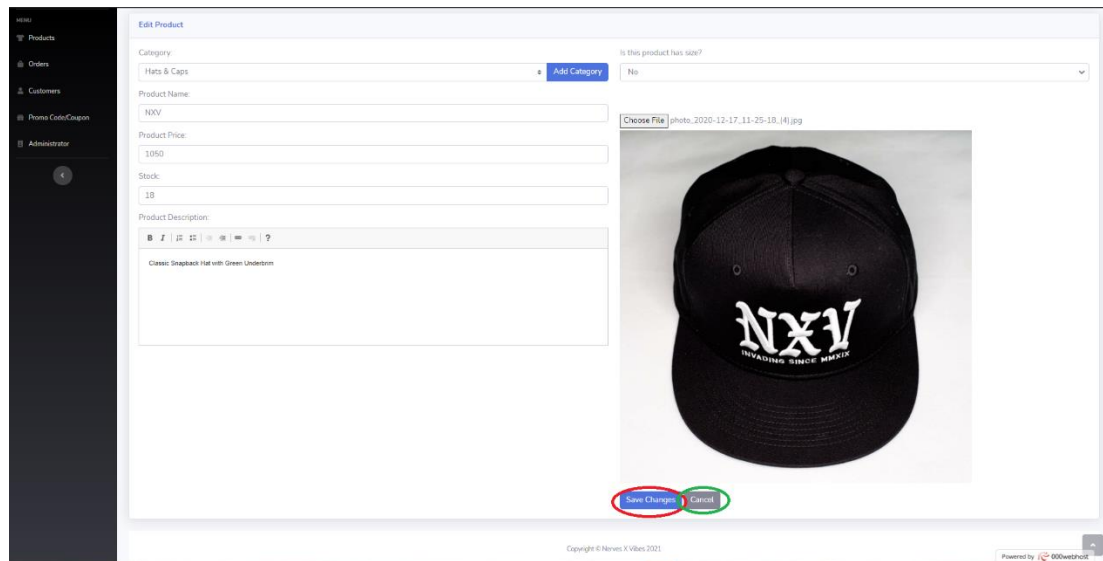 MENU
Products
Orders
Customers
Promo Code/Coupon
Administrator
Edit Product
Category:
Hats & Caps
Add Category
Product Name:
NXV
Product Price:
1050
Stock:
18
Product Description:
B I ?
Classic Snapback Hat with Green Underbrim
Is this product has size?
No
Choose File photo_2020-12-17_11-25-18_(4).jpg
NXV
INVADING SINCE MMXIX
Save Changes Cancel
Copyright © Nerves X Vibes 2021
Powered by 000webhost